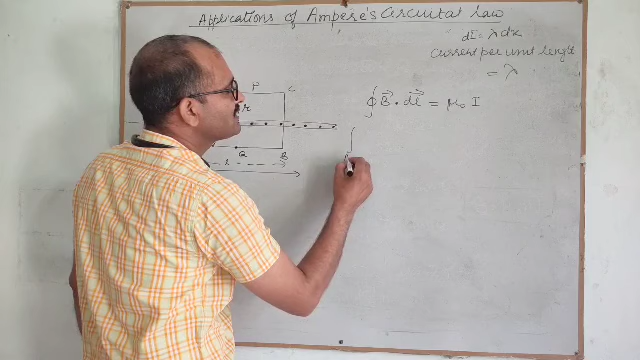 Applications of Ampere's Circuital Law
dI = λ dx
Current per unit length
= λ
P C
r
∮ B⃗ . dl⃗ = μ₀ I
Q B
l